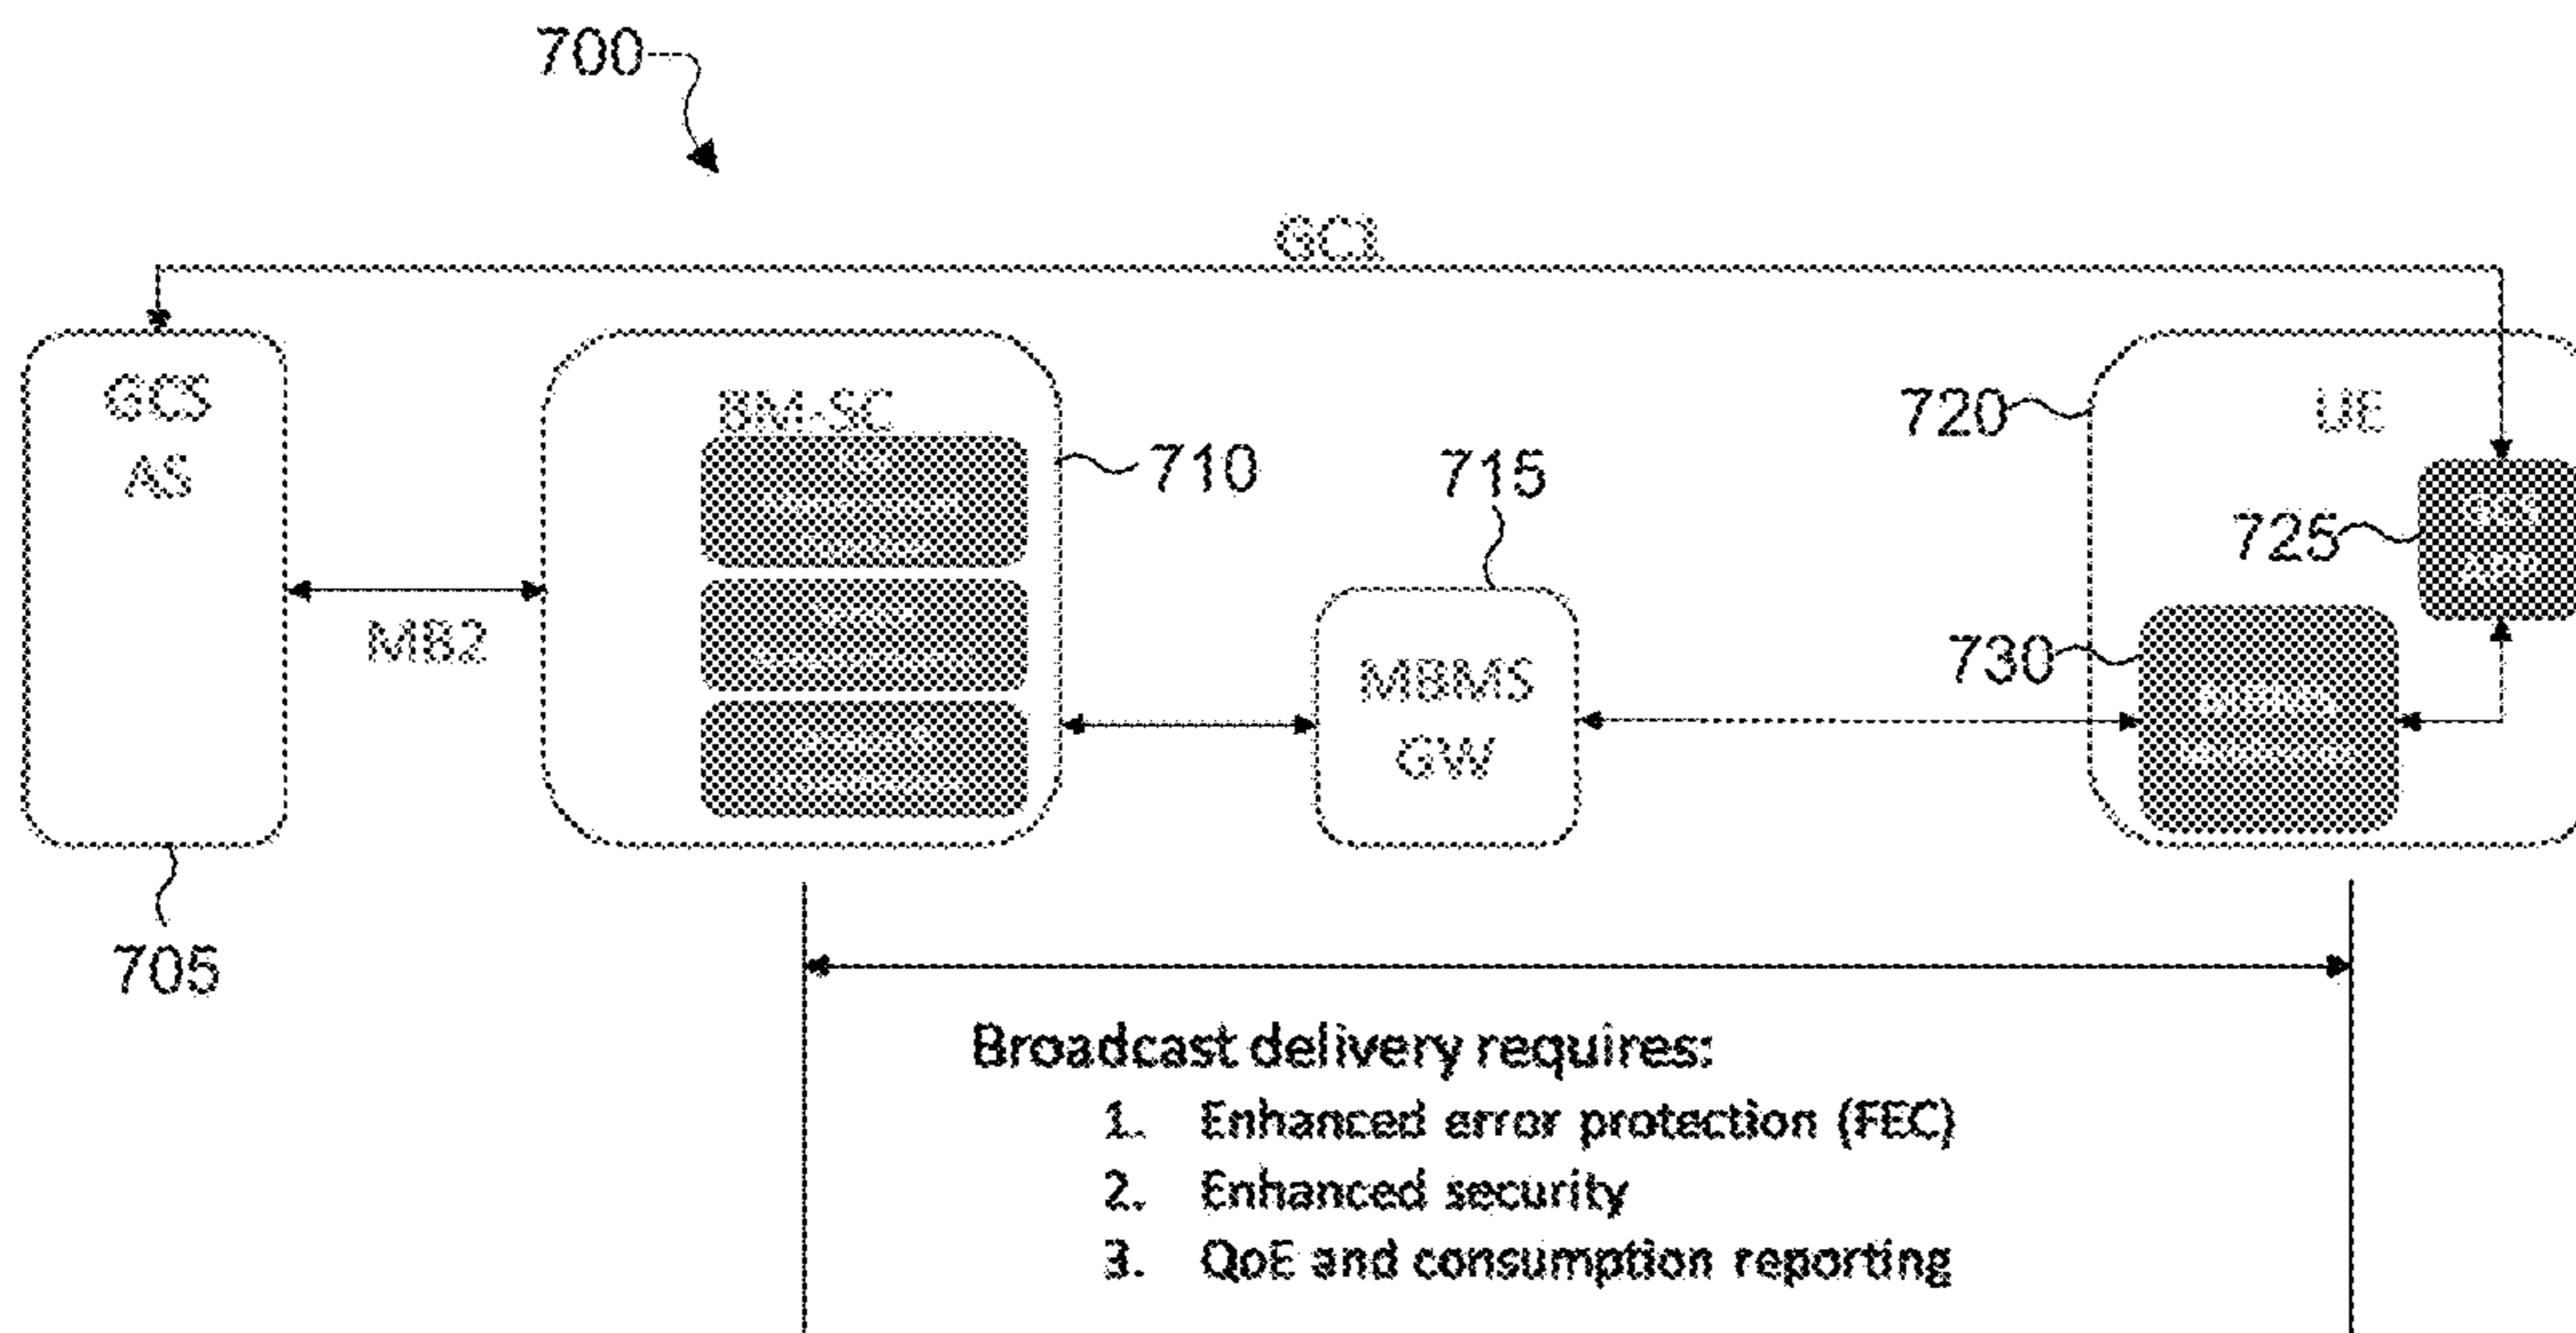 700
GC1
GCS
AS
BM-SC
710
715
720
UE
725
APP
MB2
MBMS
GW
730
705
Broadcast delivery requires:
1. Enhanced error protection (FEC)
2. Enhanced security
3. QoE and consumption reporting